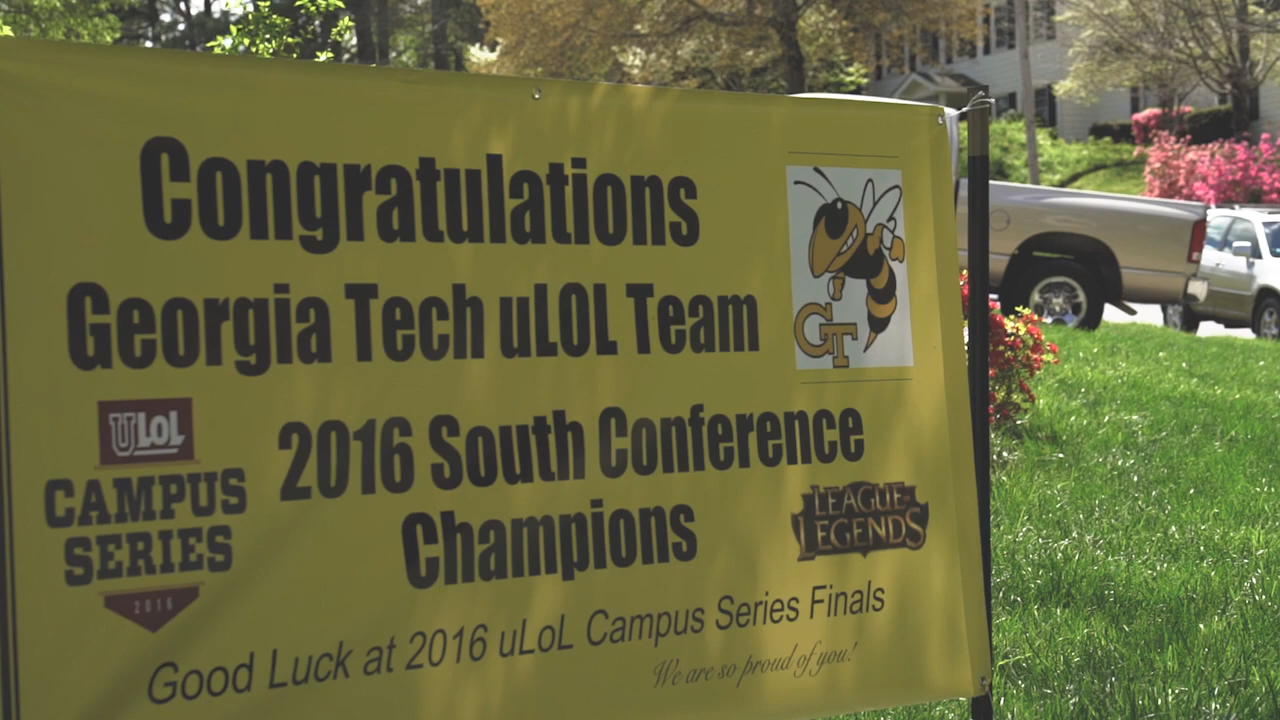 Congratulations
Georgia Tech uLOL Team
GT
2016 South Conference
Champions
ULOL
CAMPUS
SERIES
2016
LEAGUE
LEGENDS
Good Luck at 2016 uLoL Campus Series Finals
We are so proud of you!